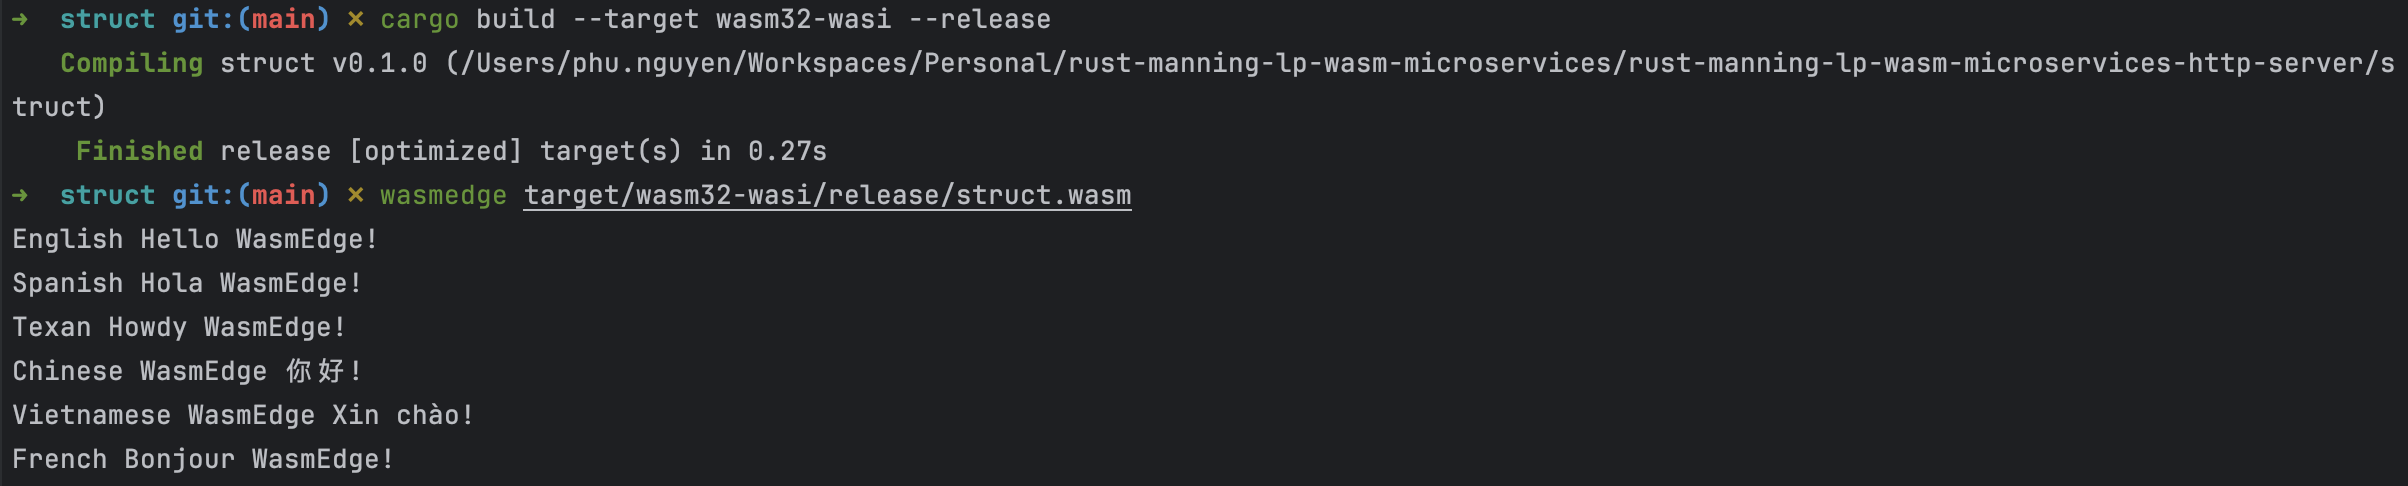 → struct git:(main) × cargo build --target wasm32-wasi --release
Compiling struct v0.1.0 (/Users/phu.nguyen/Workspaces/Personal/rust-manning-lp-wasm-microservices/rust-manning-lp-wasm-microservices-http-server/s
truct)
Finished release [optimized] target(s) in 0.27s
→ struct git:(main) × wasmedge target/wasm32-wasi/release/struct.wasm
English Hello WasmEdge!
Spanish Hola WasmEdge!
Texan Howdy WasmEdge!
Chinese WasmEdge 你好!
Vietnamese WasmEdge Xin chào!
French Bonjour WasmEdge!